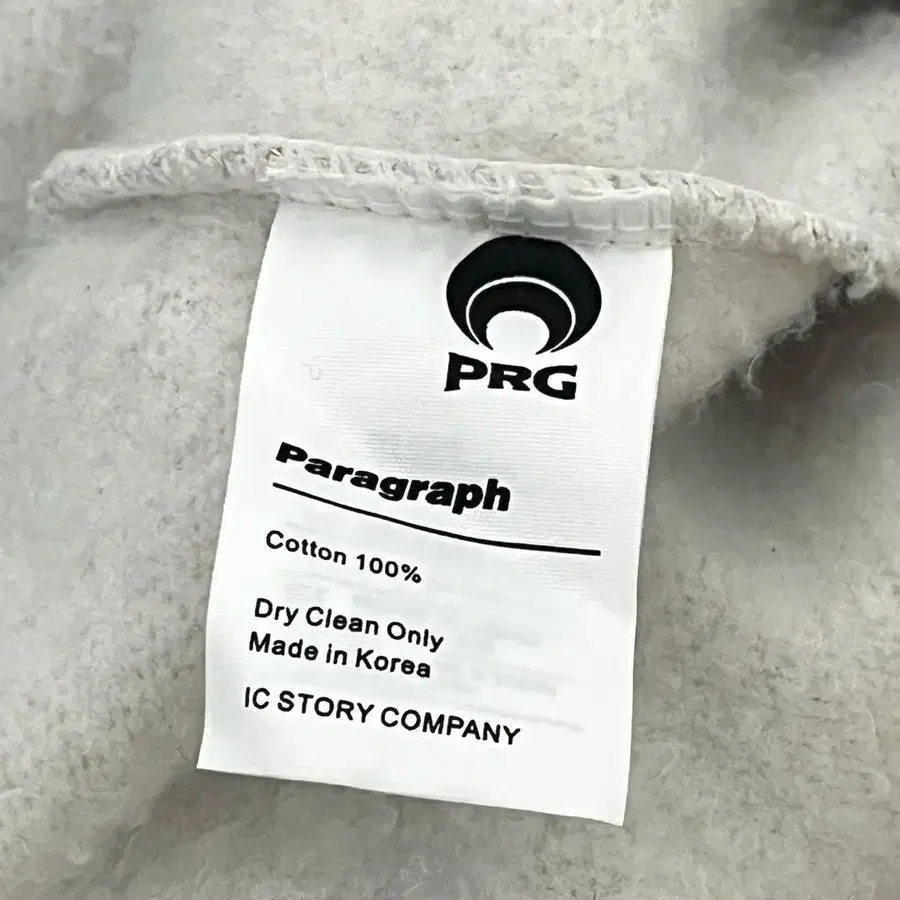 PRG
Paragraph
Cotton 100%
Dry Clean Only
Made in Korea
IC STORY COMPANY